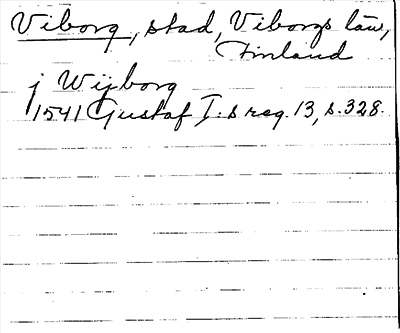 Viborg, stad, Viborgs län,
Finland
j Wijborg
1541 Gustaf I:s reg. 13, s. 328.